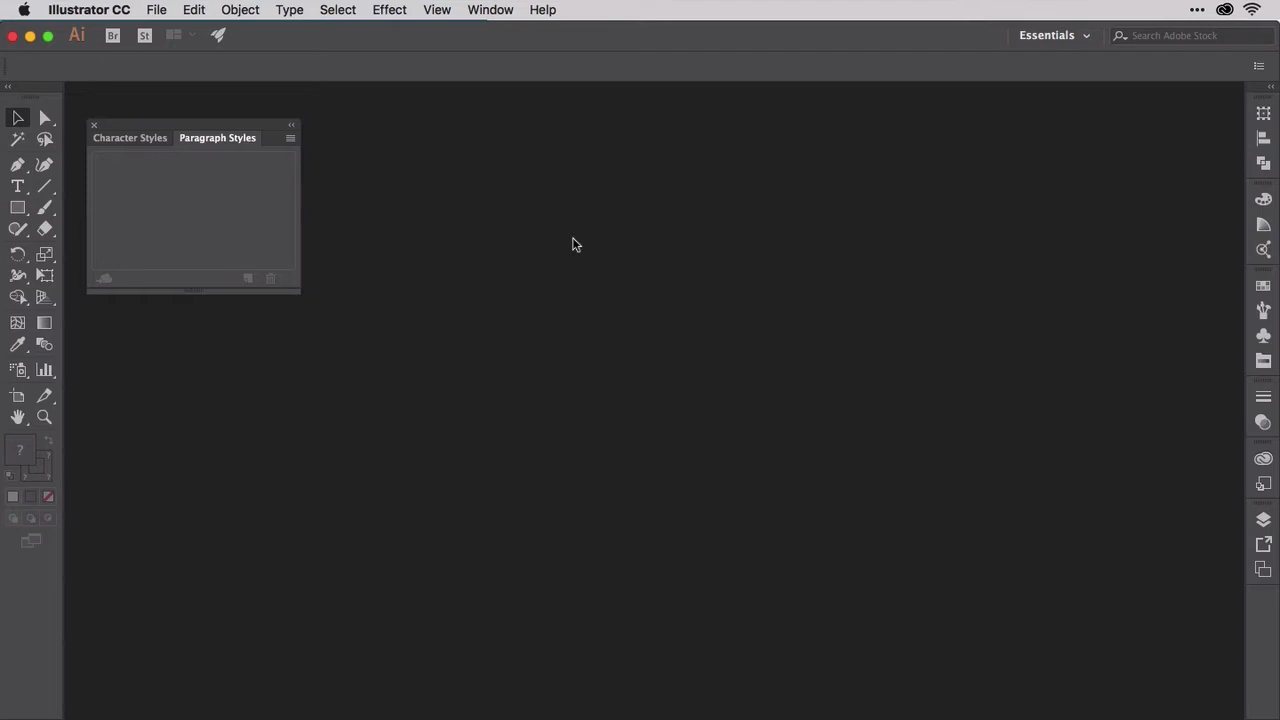 Illustrator CC File Edit Object Type Select Effect View Window Help
Ai Br St Essentials Search Adobe Stock
Character Styles Paragraph Styles
T
?
? ?
?